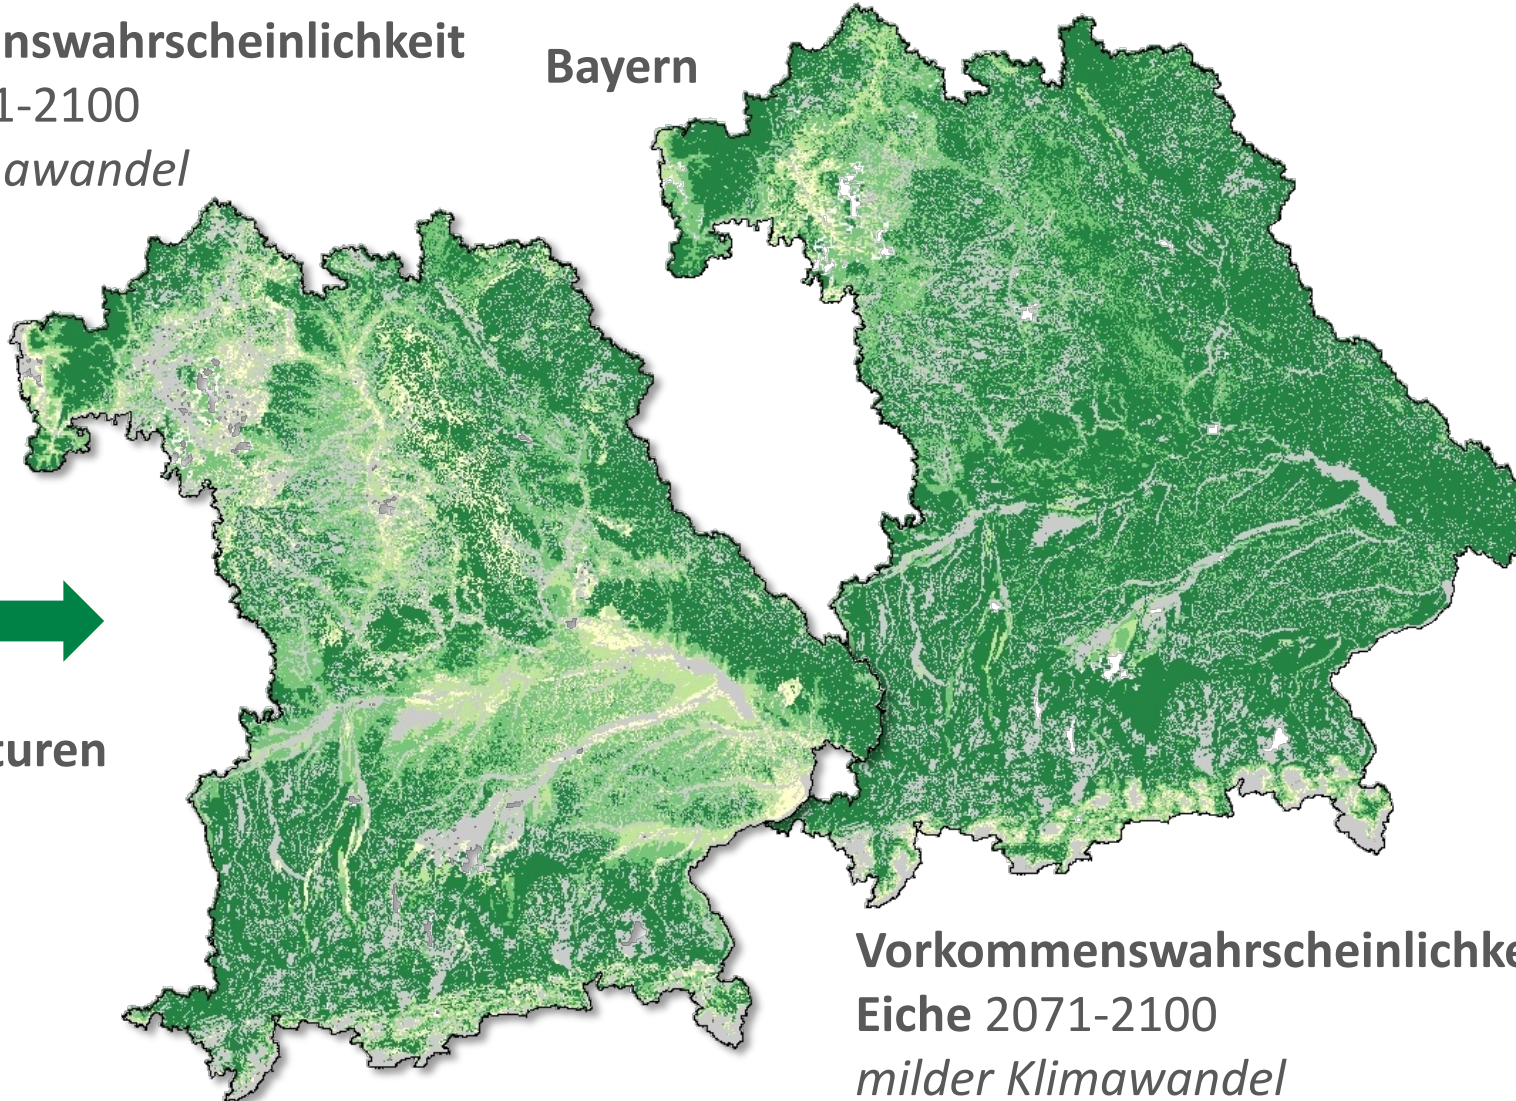 nswahrscheinlichkeit
1-2100
awandel
Bayern
turen
Vorkommenswahrscheinlichke
Eiche 2071-2100
milder Klimawandel